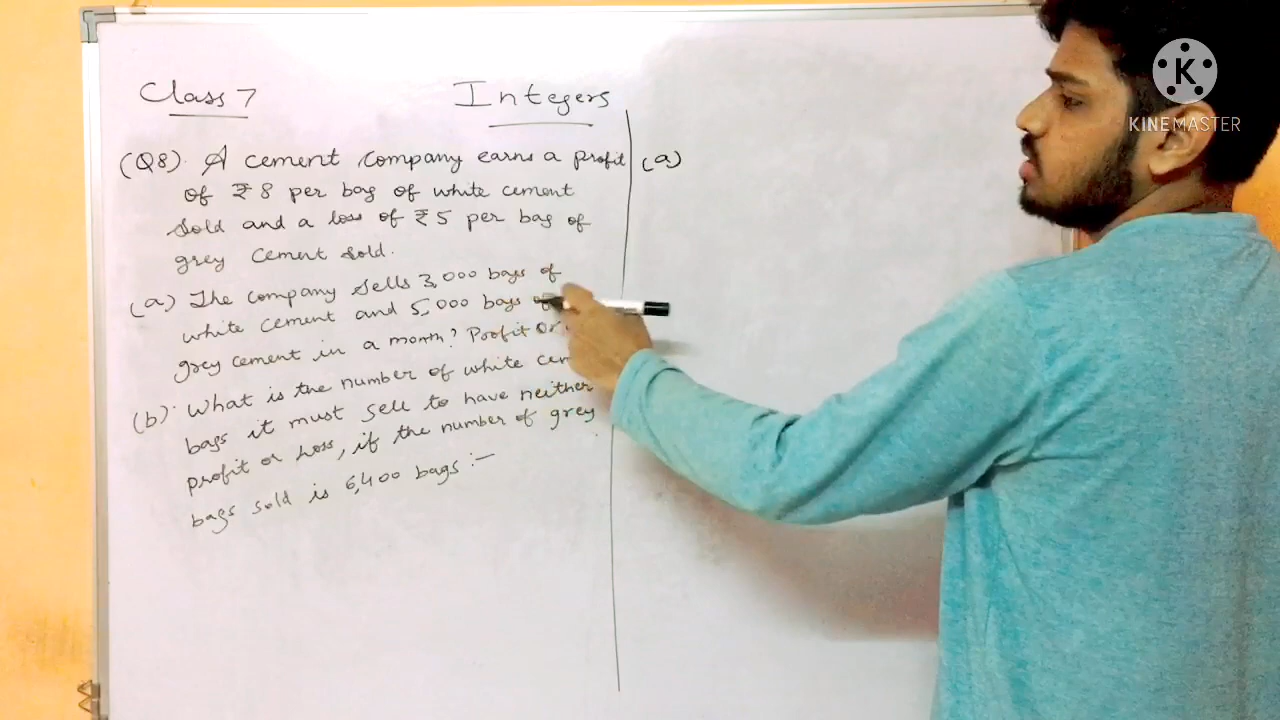 Class 7
Integers
(Q8). A cement company earns a profit
of ₹8 per bag of white cement
sold and a loss of ₹5 per bag of
grey cement sold.
(a) The company sells 3,000 bags of
white cement and 5,000 bags
grey cement in a month? Profit or
(b). What is the number of white
bags it must sell to have neither
profit or loss, if the number of grey
bags sold is 6,400 bags :-
(a)
K
KINEMASTER